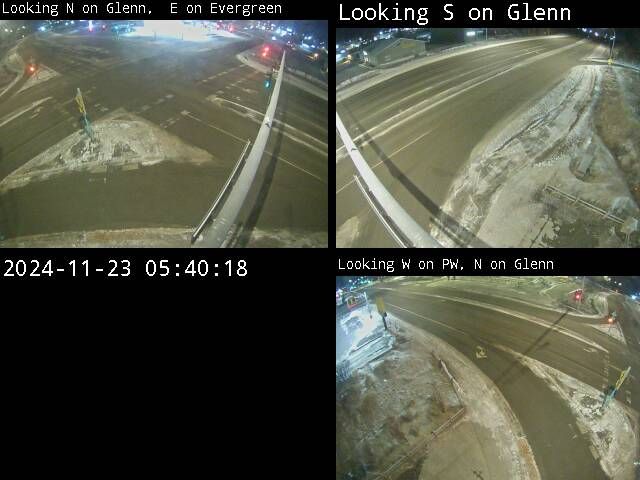 Looking N on Glenn,  E on Evergreen
Looking S on Glenn
2024-11-23 05:40:18
Looking W on PW, N on Glenn